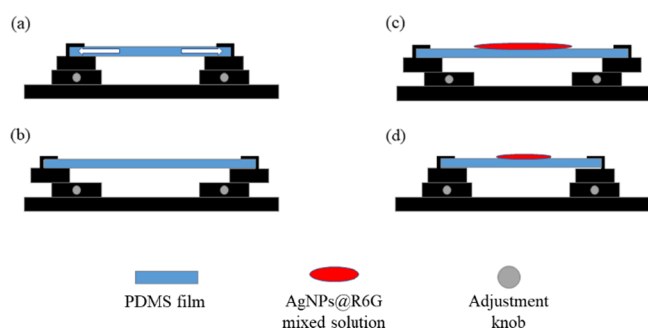 (a)
(c)
(b)
(d)
PDMS film
AgNPs@R6G
mixed solution
Adjustment
knob